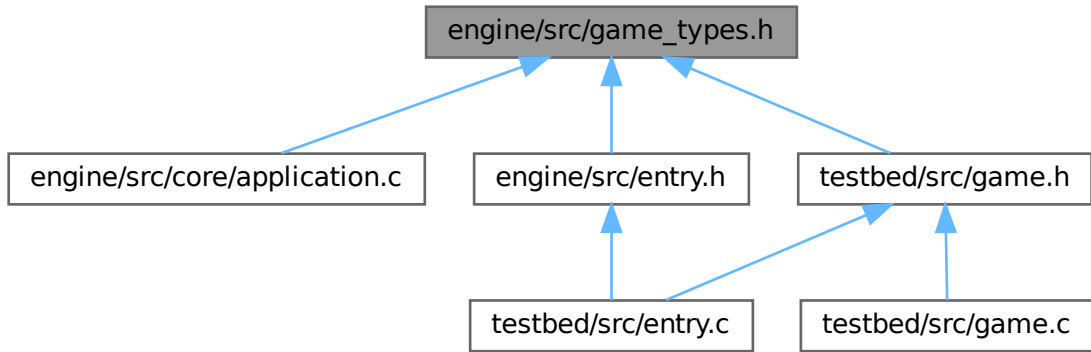 engine/src/game_types.h
engine/src/core/application.c
engine/src/entry.h
testbed/src/game.h
testbed/src/entry.c
testbed/src/game.c